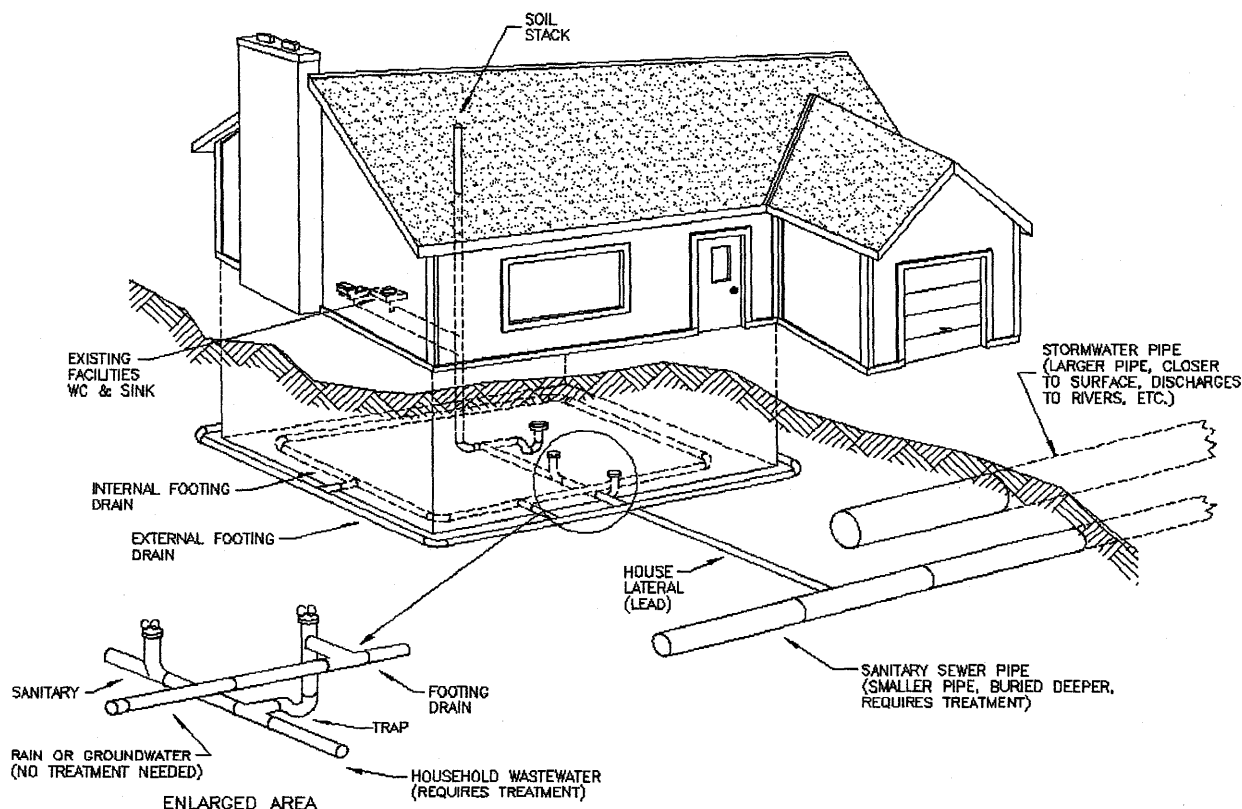 SOIL
STACK
EXISTING
FACILITIES
WC & SINK
STORMWATER PIPE
(LARGER PIPE, CLOSER
TO SURFACE, DISCHARGES
TO RIVERS, ETC.)
INTERNAL FOOTING
DRAIN
EXTERNAL FOOTING
DRAIN
HOUSE
LATERAL
(LEAD)
SANITARY SEWER PIPE
(SMALLER PIPE, BURIED DEEPER,
REQUIRES TREATMENT)
SANITARY
FOOTING
DRAIN
TRAP
RAIN OR GROUNDWATER
(NO TREATMENT NEEDED)
HOUSEHOLD WASTEWATER
(REQUIRES TREATMENT)
ENLARGED AREA